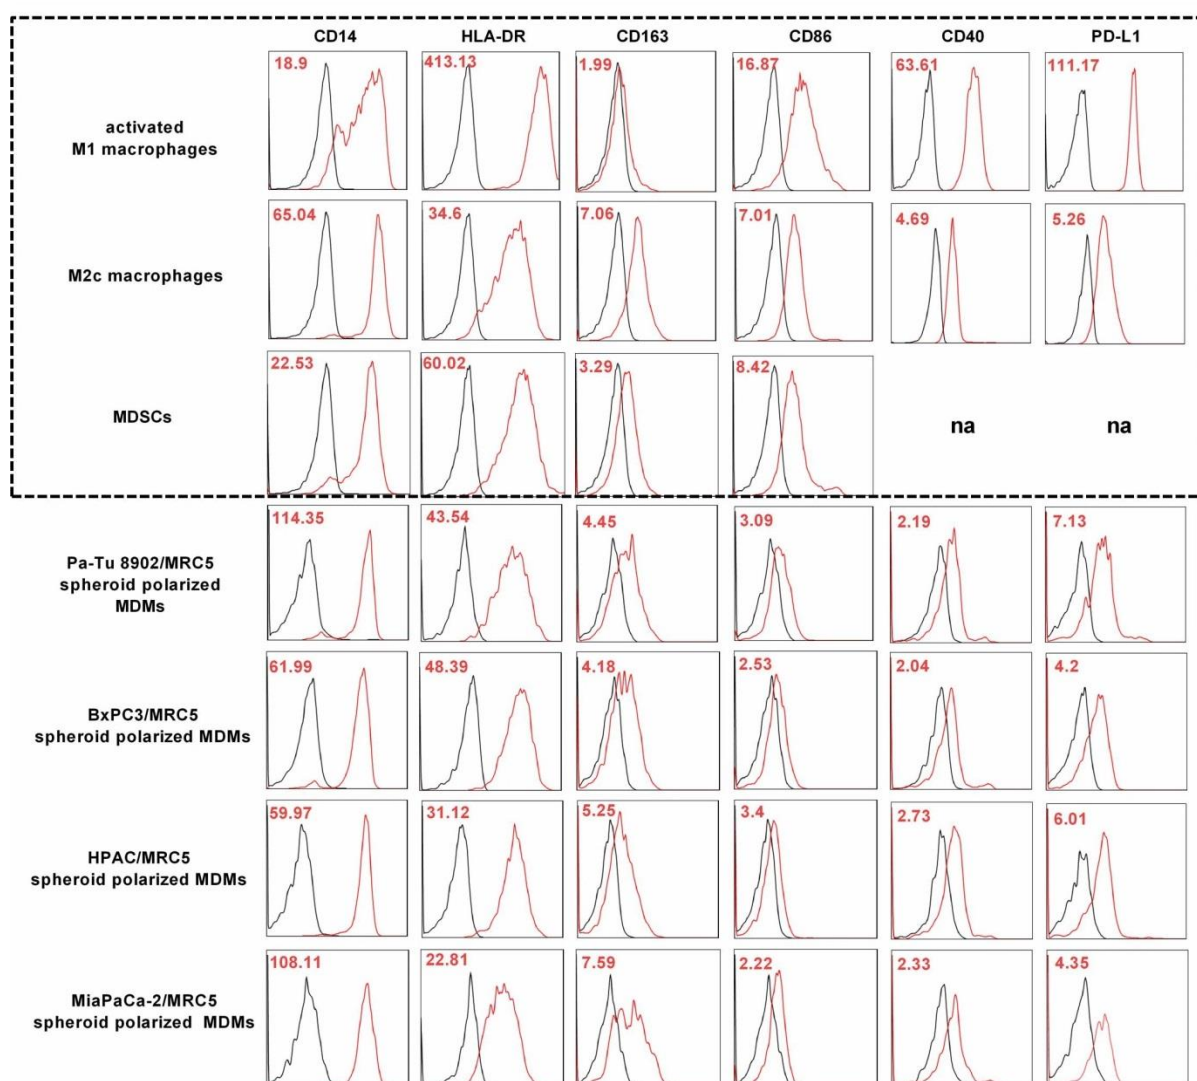 CD14 HLA-DR CD163 CD86 CD40 PD-L1
activated
M1 macrophages
18.9 413.13 1.99 16.87 63.61 111.17
M2c macrophages
65.04 34.6 7.06 7.01 4.69 5.26
MDSCs
22.53 60.02 3.29 8.42 na na
Pa-Tu 8902/MRC5
spheroid polarized
MDMs
114.35 43.54 4.45 3.09 2.19 7.13
BxPC3/MRC5
spheroid polarized MDMs
61.99 48.39 4.18 2.53 2.04 4.2
HPAC/MRC5
spheroid polarized MDMs
59.97 31.12 5.25 3.4 2.73 6.01
MiaPaCa-2/MRC5
spheroid polarized MDMs
108.11 22.81 7.59 2.22 2.33 4.35